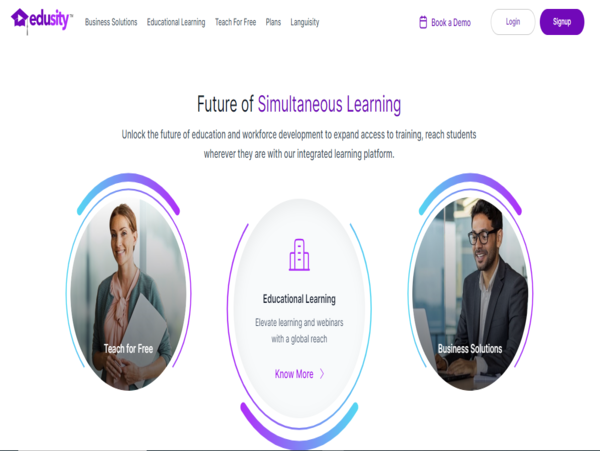 edusity™
Business Solutions
Educational Learning
Teach For Free
Plans
Languisity
Book a Demo
Login
Signup
Future of Simultaneous Learning
Unlock the future of education and workforce development to expand access to training, reach students
wherever they are with our integrated learning platform.
Teach for Free
Educational Learning
Elevate learning and webinars
with a global reach
Know More
Business Solutions